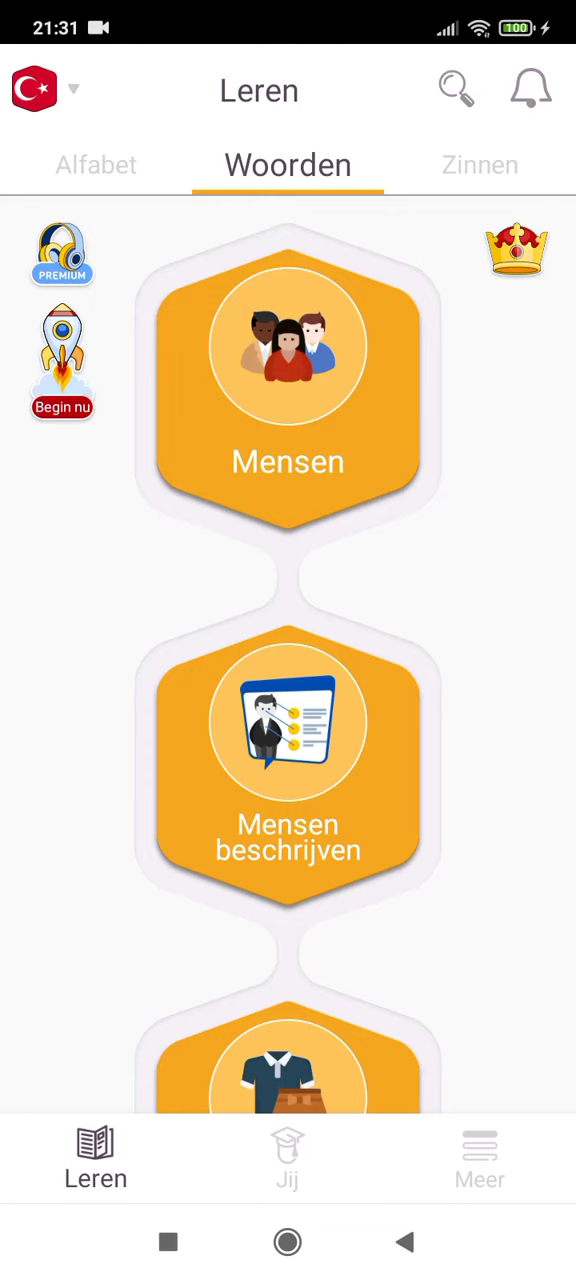 21:31
100
Leren
Alfabet
Woorden
Zinnen
PREMIUM
Begin nu
Mensen
Mensen
beschrijven
Leren
Jij
Meer